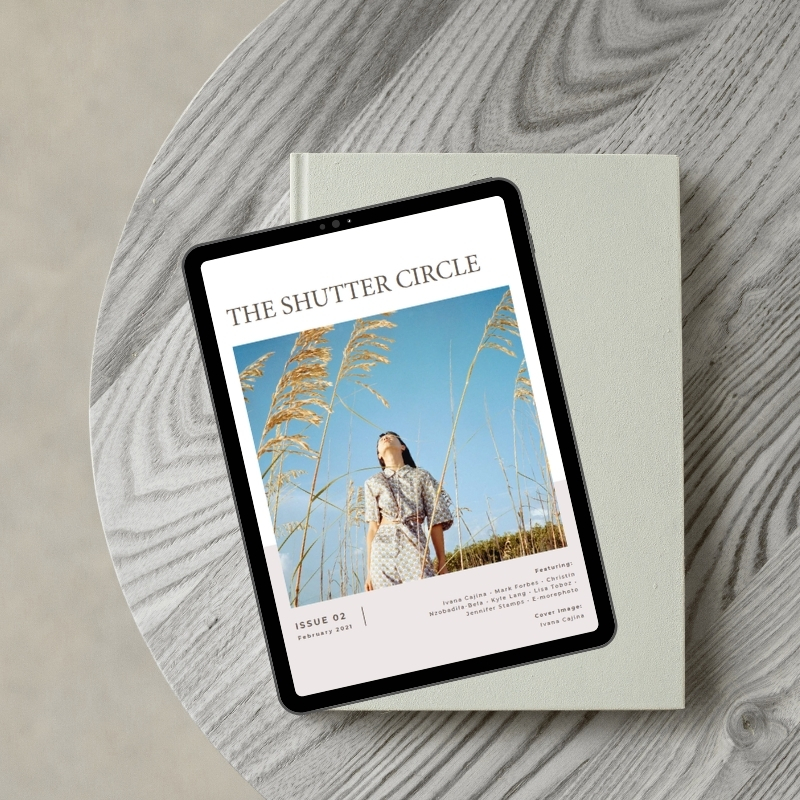 THE SHUTTER CIRCLE
ISSUE 02
February 2021
Featuring:
Ivana Cajina - Mark Forbes - Christin
Nzobadila-Bela - Kyle Lang - Lisa Toboz -
Jennifer Stamps - E-morephoto
Cover Image:
Ivana Cajina